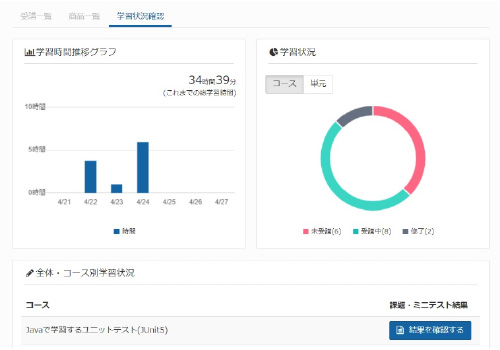 受講一覧 商品一覧 学習状況確認
学習時間推移グラフ
34時間39分
(これまでの総学習時間)
10時間
5時間
0時間
4/21 4/22 4/23 4/24 4/25 4/26 4/27
時間
学習状況
コース 単元
未受講(6) 受講中(8) 修了(2)
全体・コース別学習状況
コース 課題・ミニテスト結果
Javaで学習するユニットテスト(JUnit5) 結果を確認する